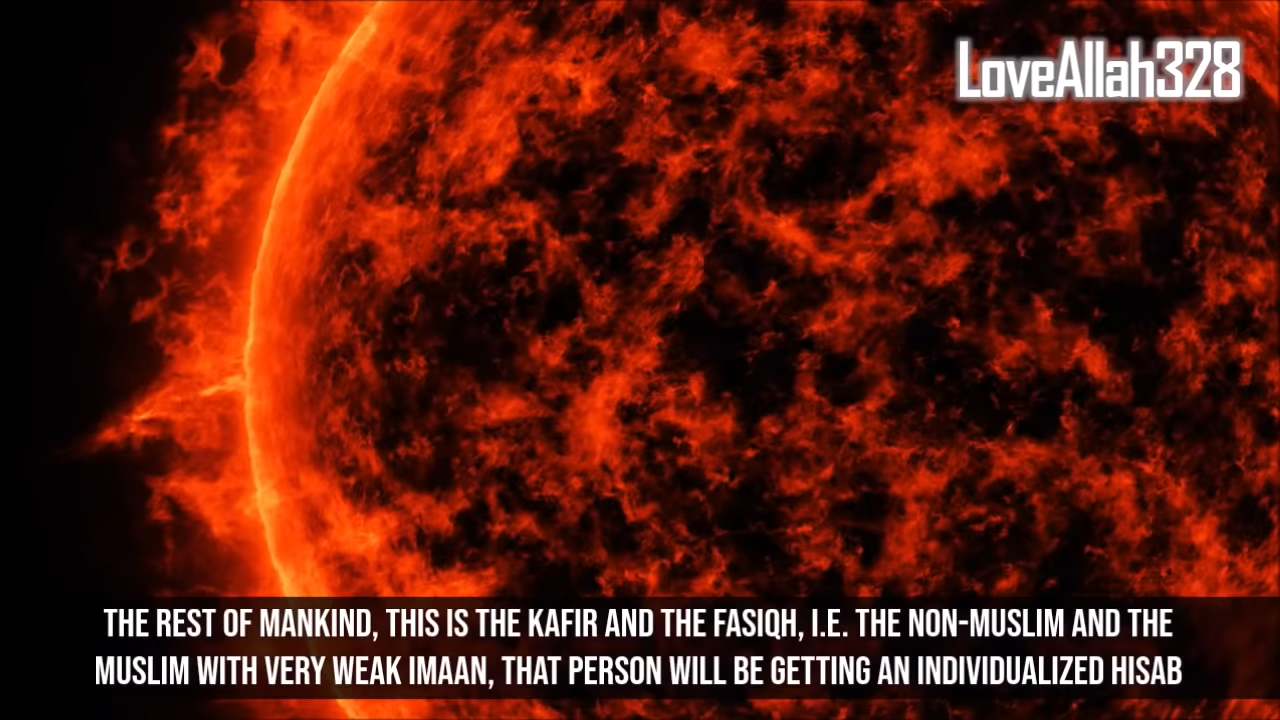 LoveAllah328
THE REST OF MANKIND, THIS IS THE KAFIR AND THE FASIQH, I.E. THE NON-MUSLIM AND THE
MUSLIM WITH VERY WEAK IMAAN, THAT PERSON WILL BE GETTING AN INDIVIDUALIZED HISAB